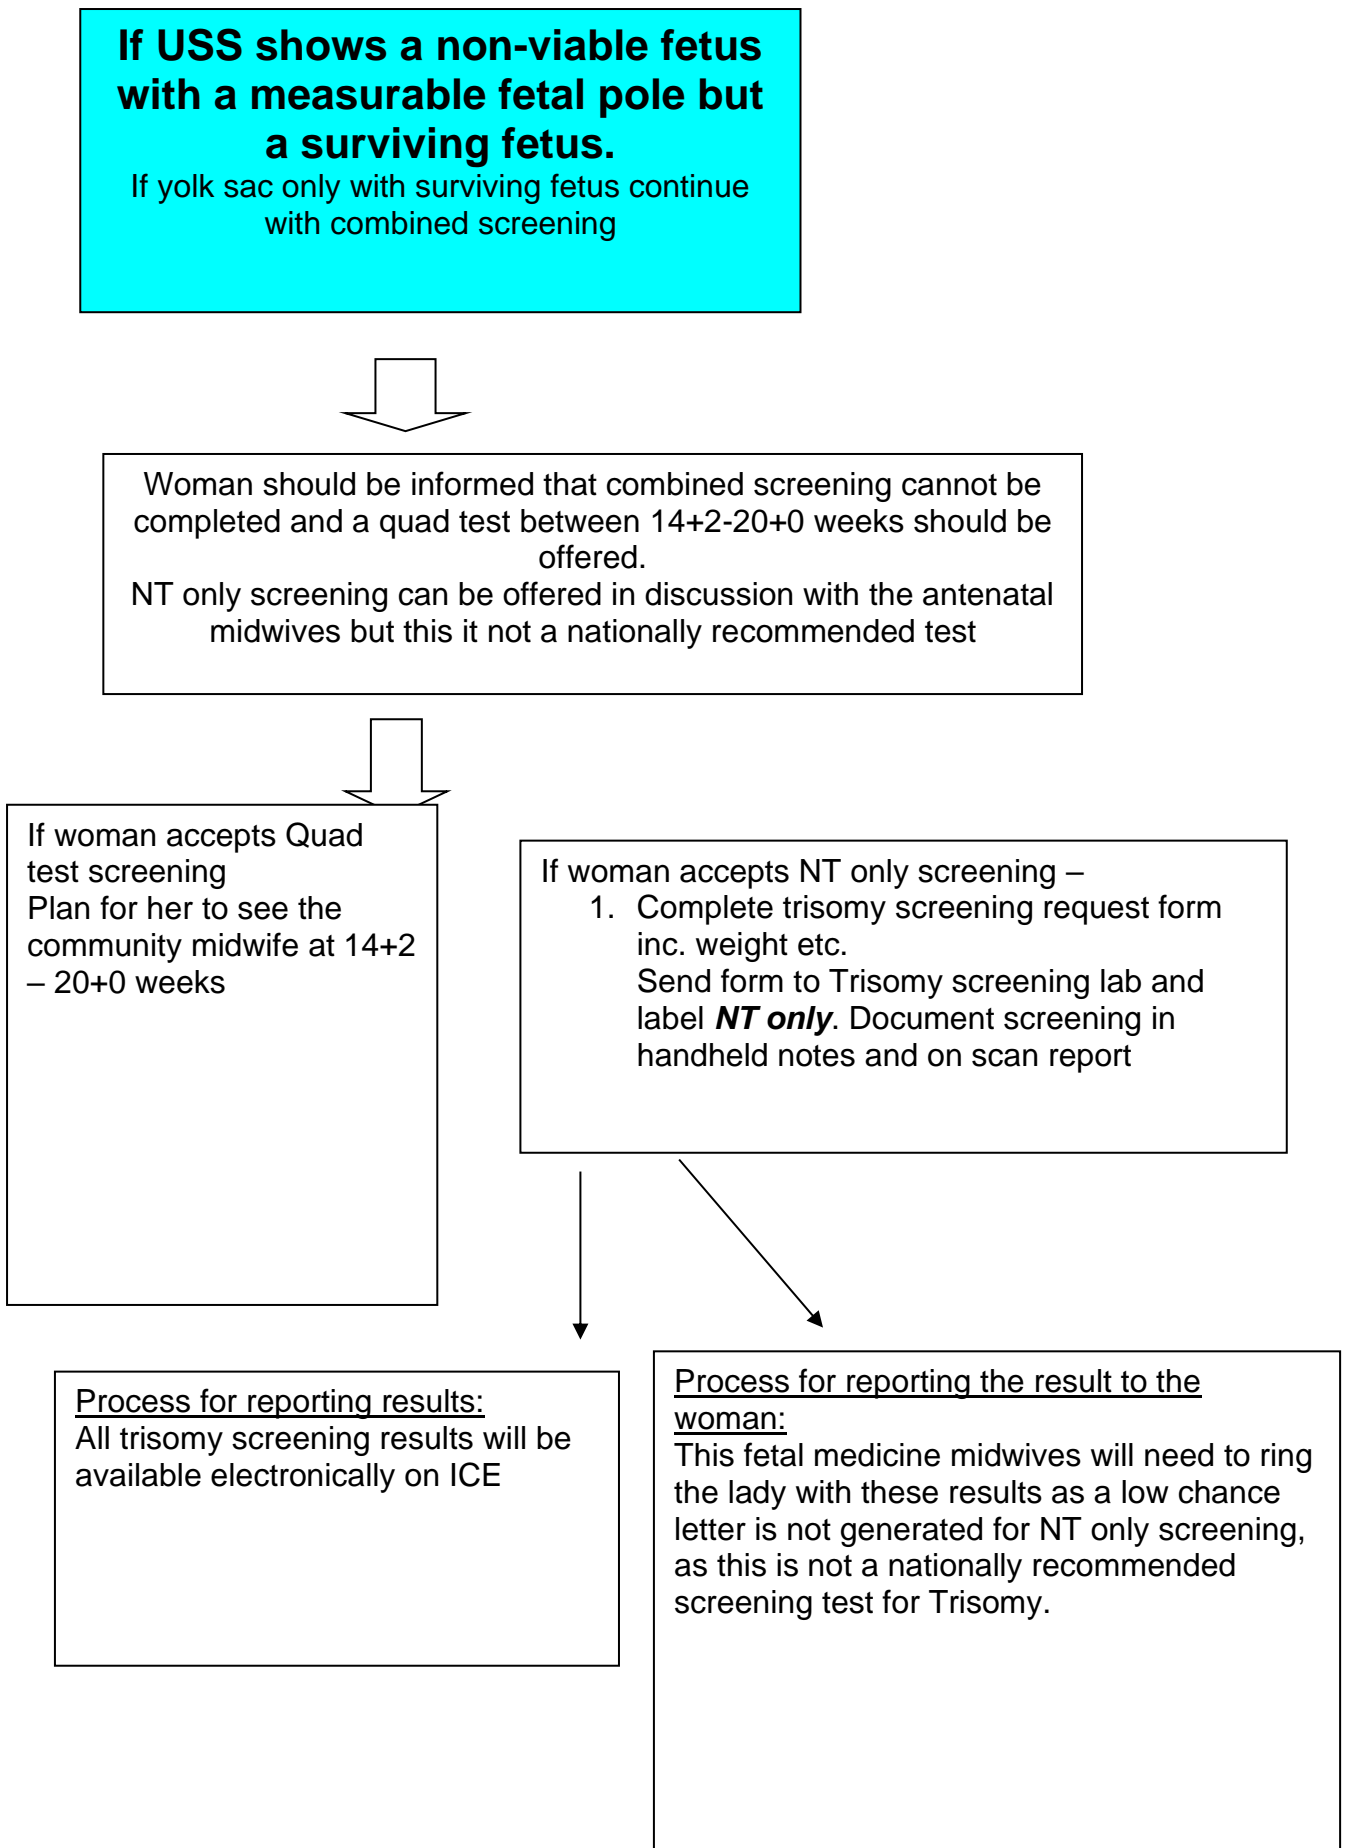 If USS shows a non-viable fetus
with a measurable fetal pole but
a surviving fetus.
If yolk sac only with surviving fetus continue
with combined screening
Woman should be informed that combined screening cannot be
completed and a quad test between 14+2-20+0 weeks should be
offered.
NT only screening can be offered in discussion with the antenatal
midwives but this it not a nationally recommended test
If woman accepts Quad
test screening
Plan for her to see the
community midwife at 14+2
– 20+0 weeks
If woman accepts NT only screening –
1. Complete trisomy screening request form
inc. weight etc.
Send form to Trisomy screening lab and
label NT only. Document screening in
handheld notes and on scan report
Process for reporting results:
All trisomy screening results will be
available electronically on ICE
Process for reporting the result to the
woman:
This fetal medicine midwives will need to ring
the lady with these results as a low chance
letter is not generated for NT only screening,
as this is not a nationally recommended
screening test for Trisomy.